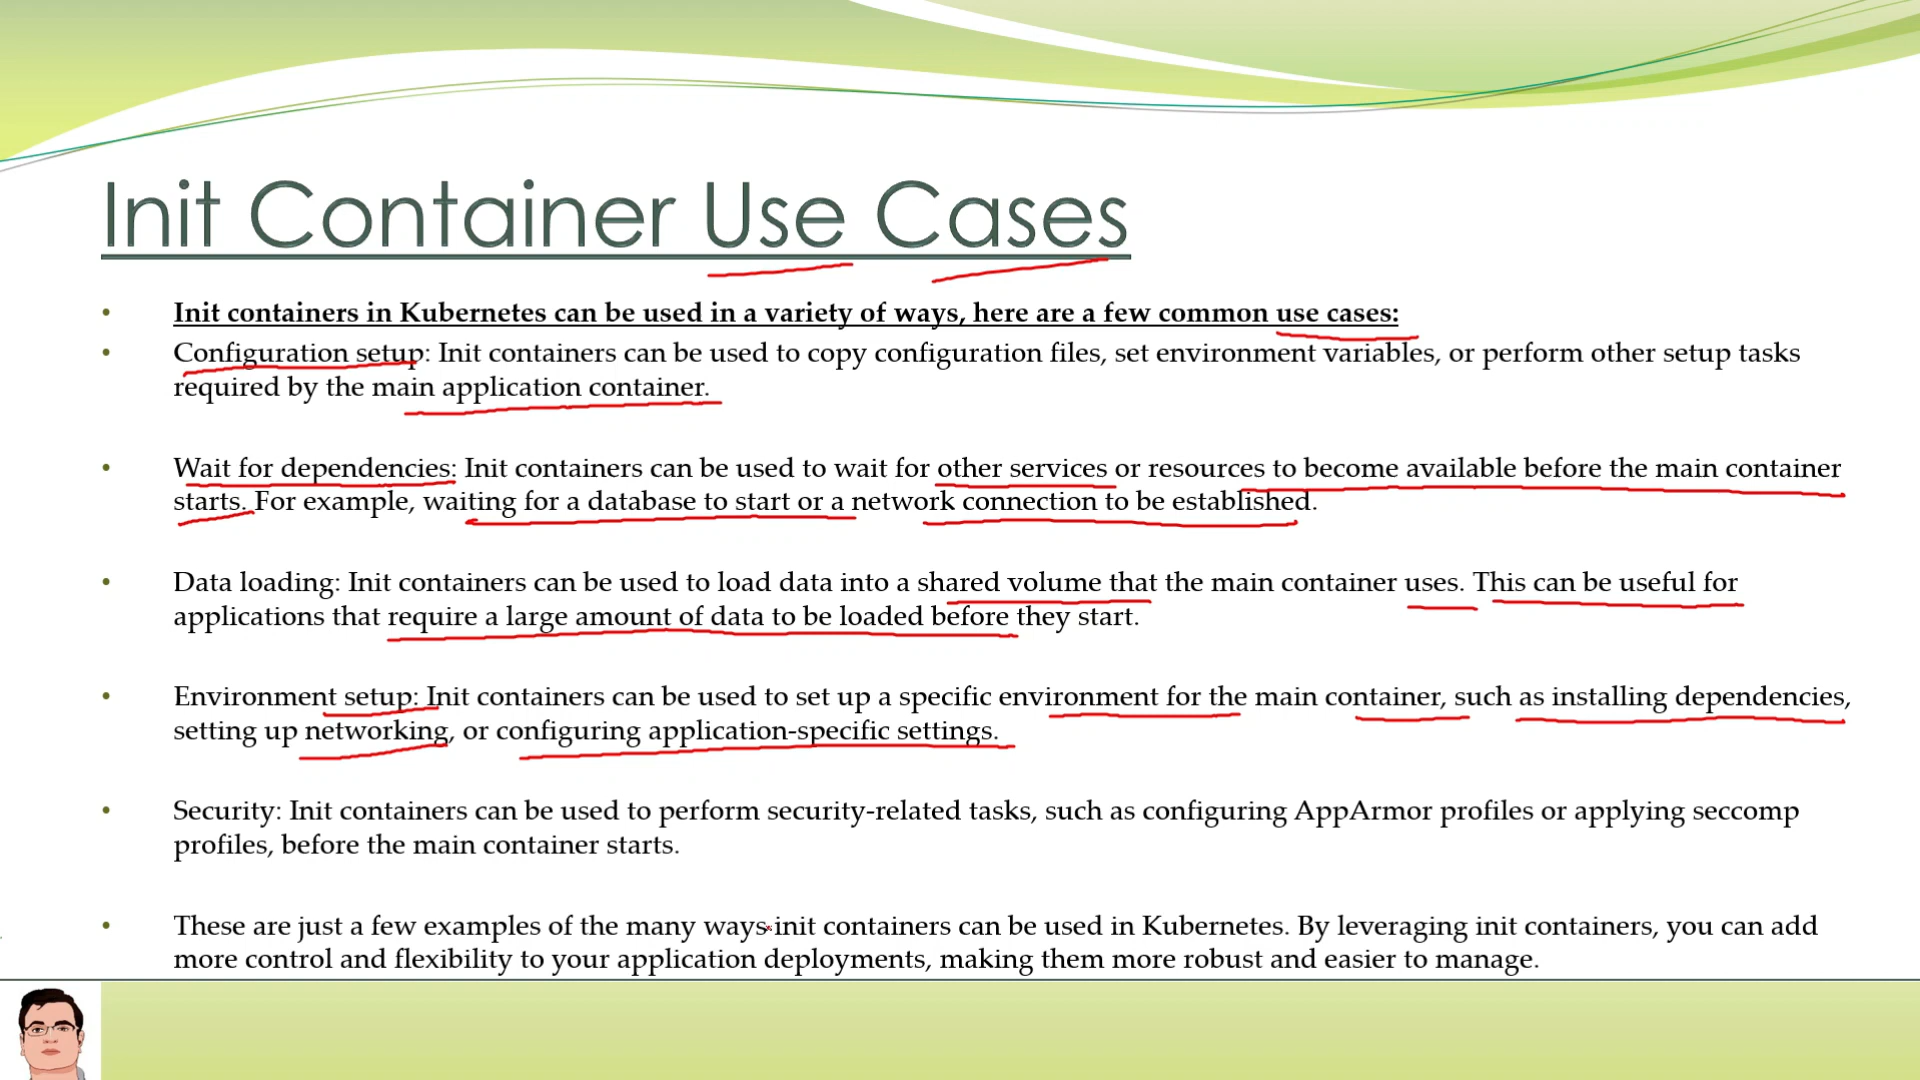 Init Container Use Cases
• Init containers in Kubernetes can be used in a variety of ways, here are a few common use cases:
• Configuration setup: Init containers can be used to copy configuration files, set environment variables, or perform other setup tasks
required by the main application container.
• Wait for dependencies: Init containers can be used to wait for other services or resources to become available before the main container
starts. For example, waiting for a database to start or a network connection to be established.
• Data loading: Init containers can be used to load data into a shared volume that the main container uses. This can be useful for
applications that require a large amount of data to be loaded before they start.
• Environment setup: Init containers can be used to set up a specific environment for the main container, such as installing dependencies,
setting up networking, or configuring application-specific settings.
• Security: Init containers can be used to perform security-related tasks, such as configuring AppArmor profiles or applying seccomp
profiles, before the main container starts.
• These are just a few examples of the many ways init containers can be used in Kubernetes. By leveraging init containers, you can add
more control and flexibility to your application deployments, making them more robust and easier to manage.